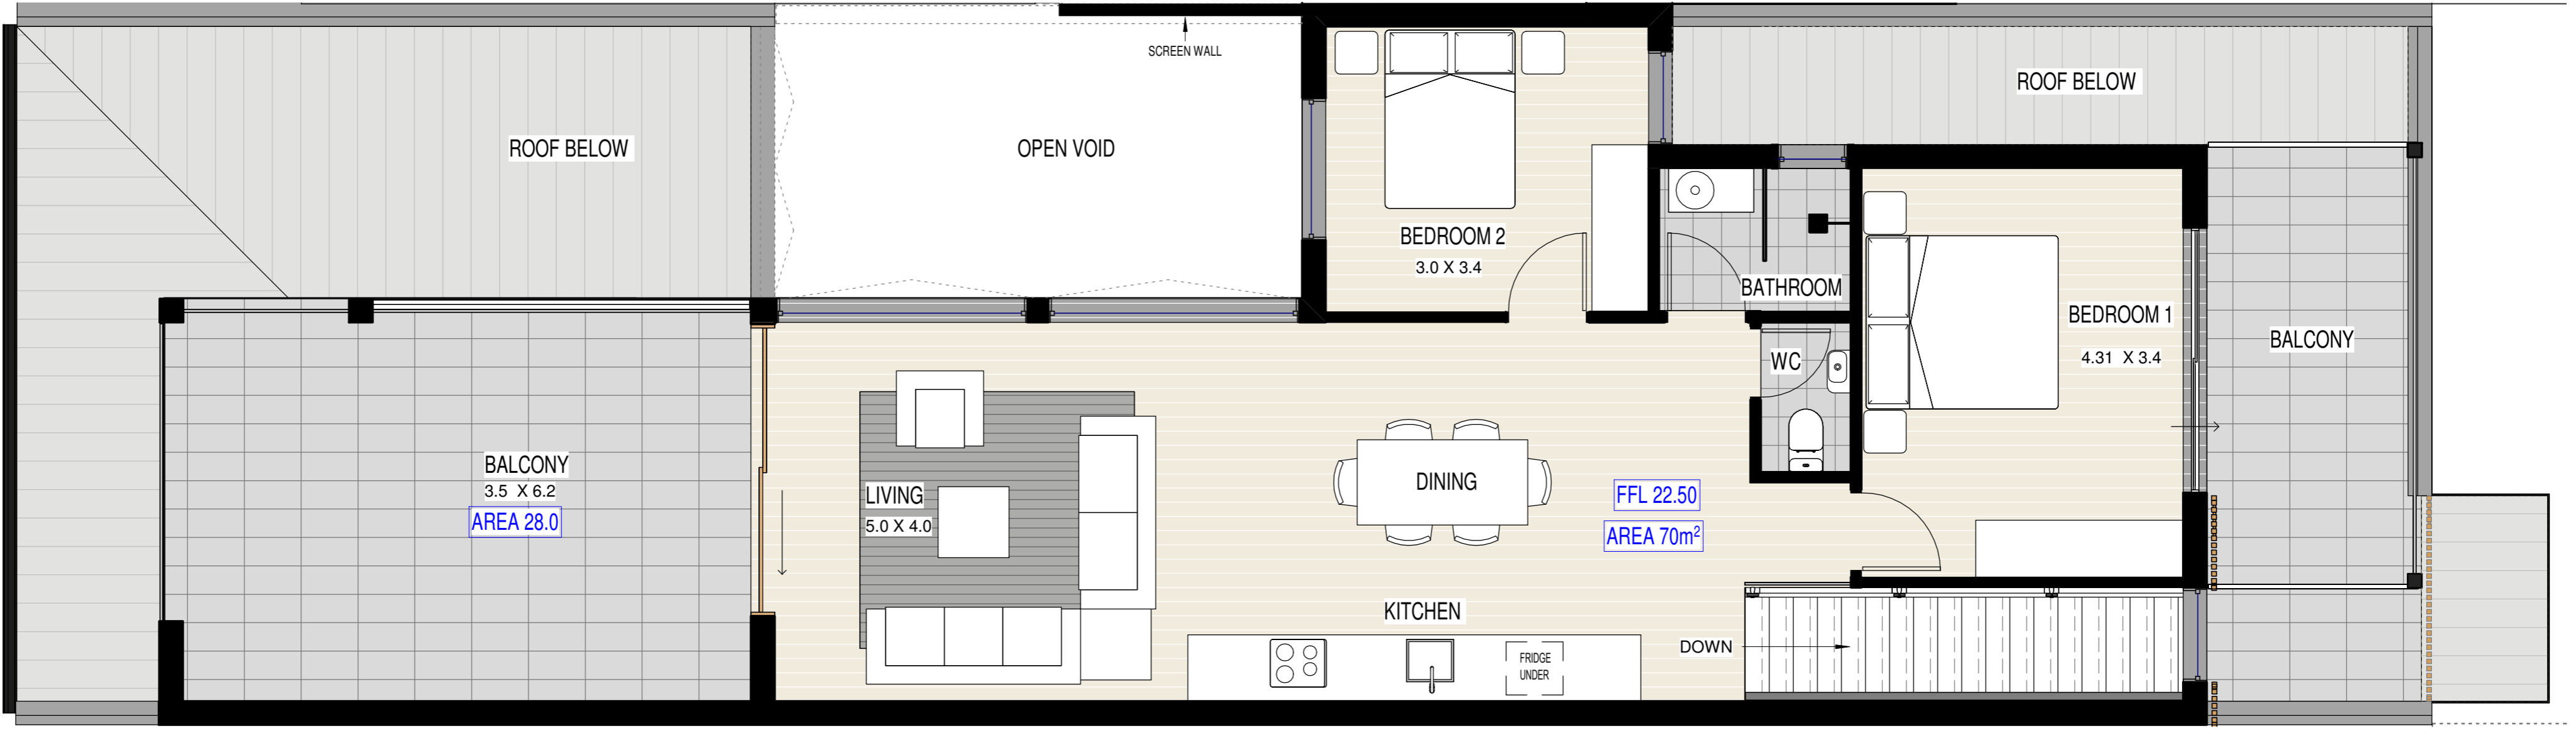 SCREEN WALL
ROOF BELOW
ROOF BELOW
OPEN VOID
BEDROOM 2
3.0 X 3.4
BATHROOM
BEDROOM 1
4.31 X 3.4
BALCONY
WC
BALCONY
3.5 X 6.2
AREA 28.0
LIVING
5.0 X 4.0
DINING
FFL 22.50
AREA 70m²
KITCHEN
DOWN
FRIDGE
UNDER